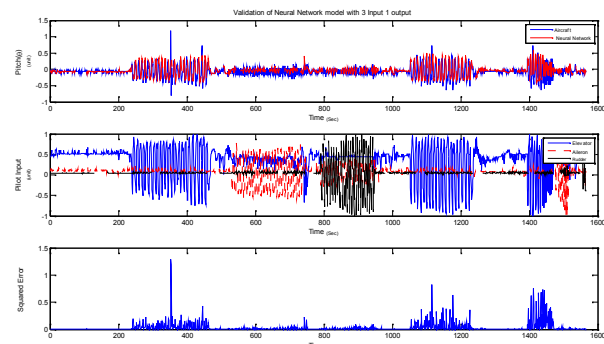 Validation of Neural Network model with 3 Input 1 output
Pitch(g)
(unit)
1.5
1
0.5
0
-0.5
-1
Aircraft
Neural Network
0 200 400 600 800 1000 1200 1400 1600
Time (Sec)
Pilot Input
(unit)
1
0.5
0
-0.5
-1
Elevator
Aileron
Rudder
0 200 400 600 800 1000 1200 1400 1600
Time (Sec)
Squared Error
1.5
1
0.5
0
0 200 400 600 800 1000 1200 1400 1600